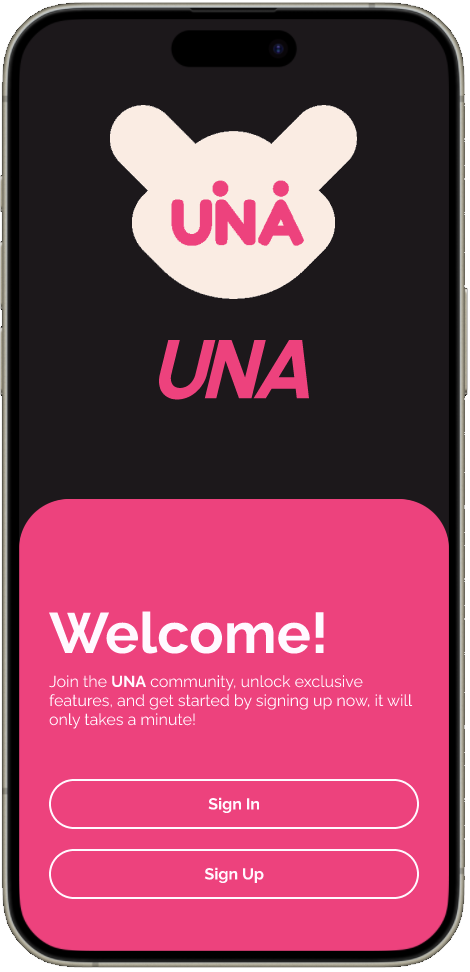 UNA
UNA
Welcome!
Join the UNA community, unlock exclusive
features, and get started by signing up now, it will
only takes a minute!
Sign In
Sign Up